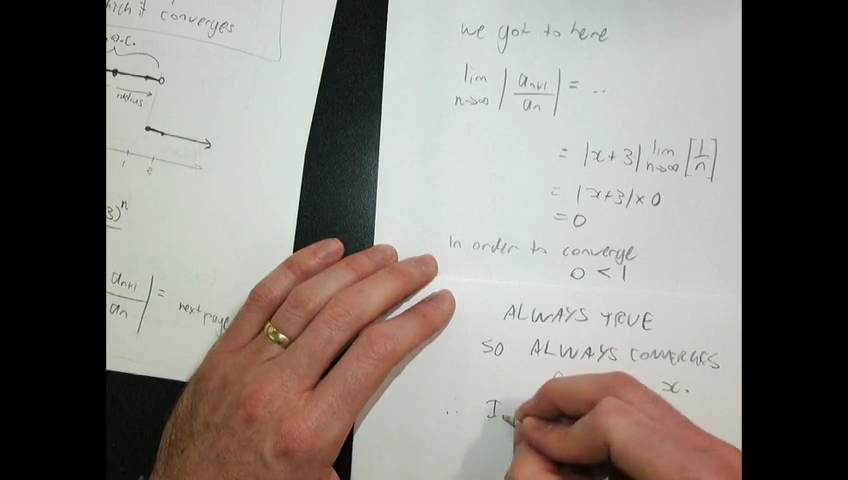 which it
converges
o.c.
radius
3)ⁿ
aₙ₊₁ / aₙ | = next page
we got to here
lim n→∞ | aₙ₊₁ / aₙ | = ..
= |x+3| lim n→∞ [1/n]
= |x+3| × 0
= 0
In order to converge
0 < 1
ALWAYS TRUE
SO ALWAYS CONVERGES
x.
∴ I